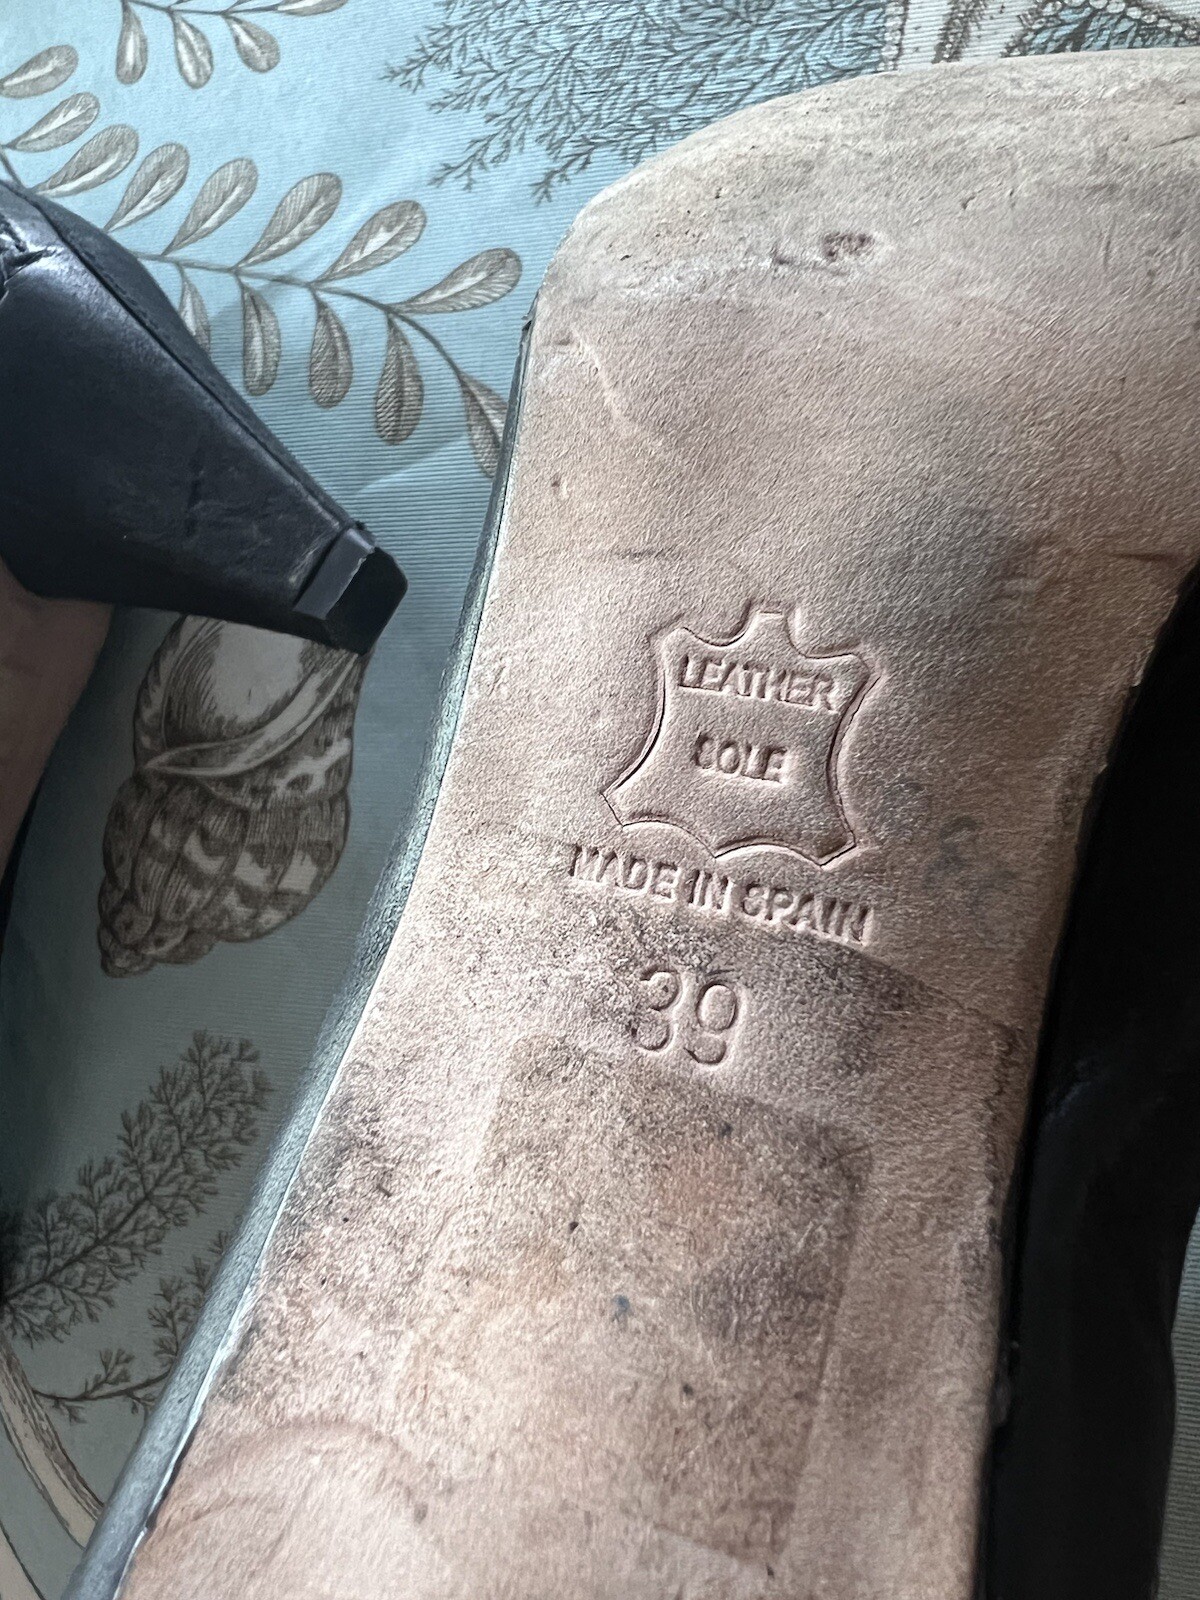 LEATHER
SOLE
MADE IN SPAIN
39